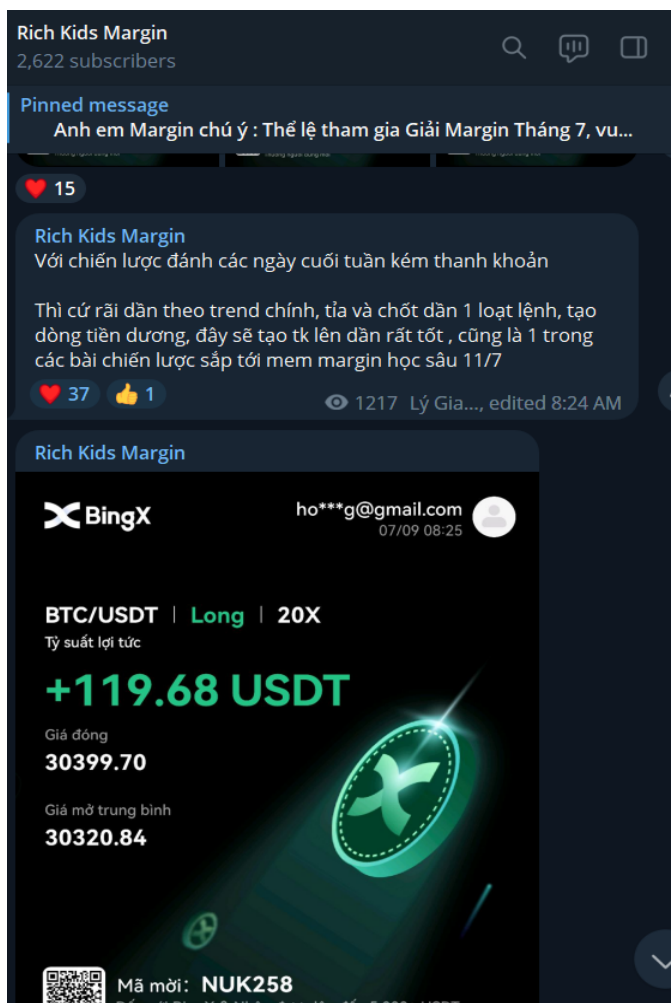 Rich Kids Margin
2,622 subscribers
Pinned message
Anh em Margin chú ý : Thể lệ tham gia Giải Margin Tháng 7, vu...
15
Rich Kids Margin
Với chiến lược đánh các ngày cuối tuần kém thanh khoản
Thì cứ rãi dần theo trend chính, tỉa và chốt dần 1 loạt lệnh, tạo
dòng tiền dương, đây sẽ tạo tk lên dần rất tốt , cũng là 1 trong
các bài chiến lược sắp tới mem margin học sâu 11/7
37 1
1217 Lý Gia..., edited 8:24 AM
Rich Kids Margin
BingX
ho***g@gmail.com
07/09 08:25
BTC/USDT | Long | 20X
Tỷ suất lợi tức
+119.68 USDT
Giá đóng
30399.70
Giá mở trung bình
30320.84
Mã mời: NUK258